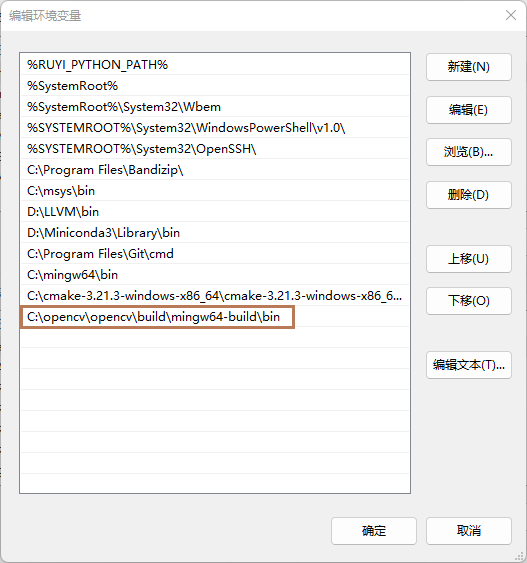 编辑环境变量
%RUYI_PYTHON_PATH%
%SystemRoot%
%SystemRoot%\System32\Wbem
%SYSTEMROOT%\System32\WindowsPowerShell\v1.0\
%SYSTEMROOT%\System32\OpenSSH\
C:\Program Files\Bandizip\
C:\msys\bin
D:\LLVM\bin
D:\Miniconda3\Library\bin
C:\Program Files\Git\cmd
C:\mingw64\bin
C:\cmake-3.21.3-windows-x86_64\cmake-3.21.3-windows-x86_6...
C:\opencv\opencv\build\mingw64-build\bin
新建(N)
编辑(E)
浏览(B)...
删除(D)
上移(U)
下移(O)
编辑文本(T)...
确定
取消